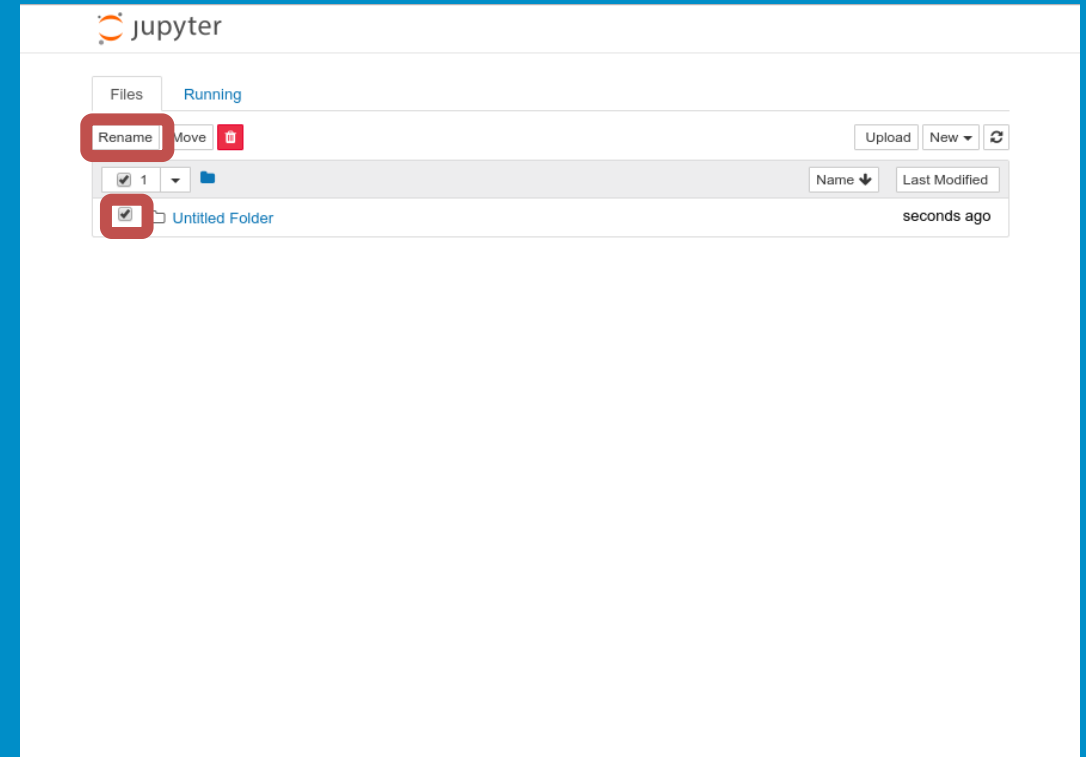 jupyter
Files Running
Rename Move Upload New
1 Name Last Modified
Untitled Folder seconds ago